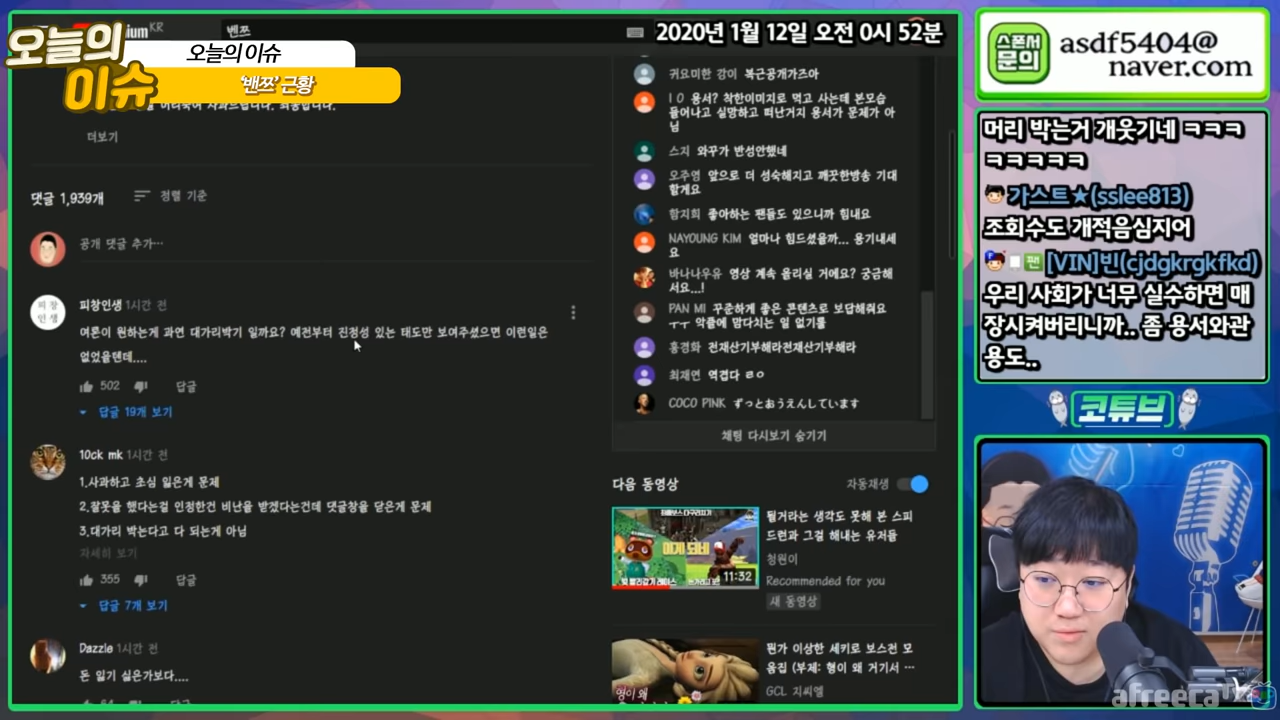 오늘의
이슈
오늘의 이슈
'밴쯔' 근황
밴쯔
2020년 1월 12일 오전 0시 52분
더보기
댓글 1,939개
정렬 기준
공개 댓글 추가...
피창인생
피창인생 1시간 전
여론이 원하는게 과연 대가리박기 일까요? 예전부터 진정성 있는 태도만 보여주셨으면 이런일은
없었을텐데....
502
답글
답글 19개 보기
10ck mk 1시간 전
1.사과하고 초심 잃은게 문제
2.잘못을 했다는걸 인정한건 비난을 받겠다는건데 댓글창을 닫은게 문제
3.대가리 박는다고 다 되는게 아님
자세히 보기
355
답글
답글 7개 보기
Dazzle 1시간 전
돈 잃기 싫은가보다....
커요미한 강이 복근공개가즈아
I O 용서? 착한이미지로 먹고 사는데 본모습
들어나고 실망하고 떠난거지 용서가 문제가 아
님
스지 와꾸가 반성안했네
오주영 앞으로 더 성숙해지고 깨끗한방송 기대
할게요
함지희 좋아하는 팬들도 있으니까 힘내요
NAYOUNG KIM 얼마나 힘드셨을까... 용기내세
요
바나나우유 영상 계속 올리실 거에요? 궁금해
서요...!
PAN MI 꾸준하게 좋은 콘텐츠로 보답해줘요
ㅜㅜ 악플에 맘다치는 일 없기를
홍경화 전재산기부해라전재산기부해라
최재연 역겹다 ㄹㅇ
COCO PINK ずっとおうえんしています
채팅 다시보기 숨기기
다음 동영상
자동재생
이게 되네
11:32
뭘거라는 생각도 못해 본 스피
드런과 그걸 해내는 유저들
청원이
Recommended for you
새 동영상
형이 왜
뭔가 이상한 세키로 보스전 모
음집 (부제: 형이 왜 거기서 ...
GCL 지씨엘
스폰서
문의
asdf5404@
naver.com
머리 박는거 개웃기네 ㅋㅋㅋ
ㅋㅋㅋㅋㅋ
가스트★(sslee813)
조회수도 개적음심지어
팬 [VIN]빈(cjdgkrgkfkd)
우리 사회가 너무 실수하면 매
장시켜버리니까.. 좀 용서와관
용도..
코튜브
afreecaTV